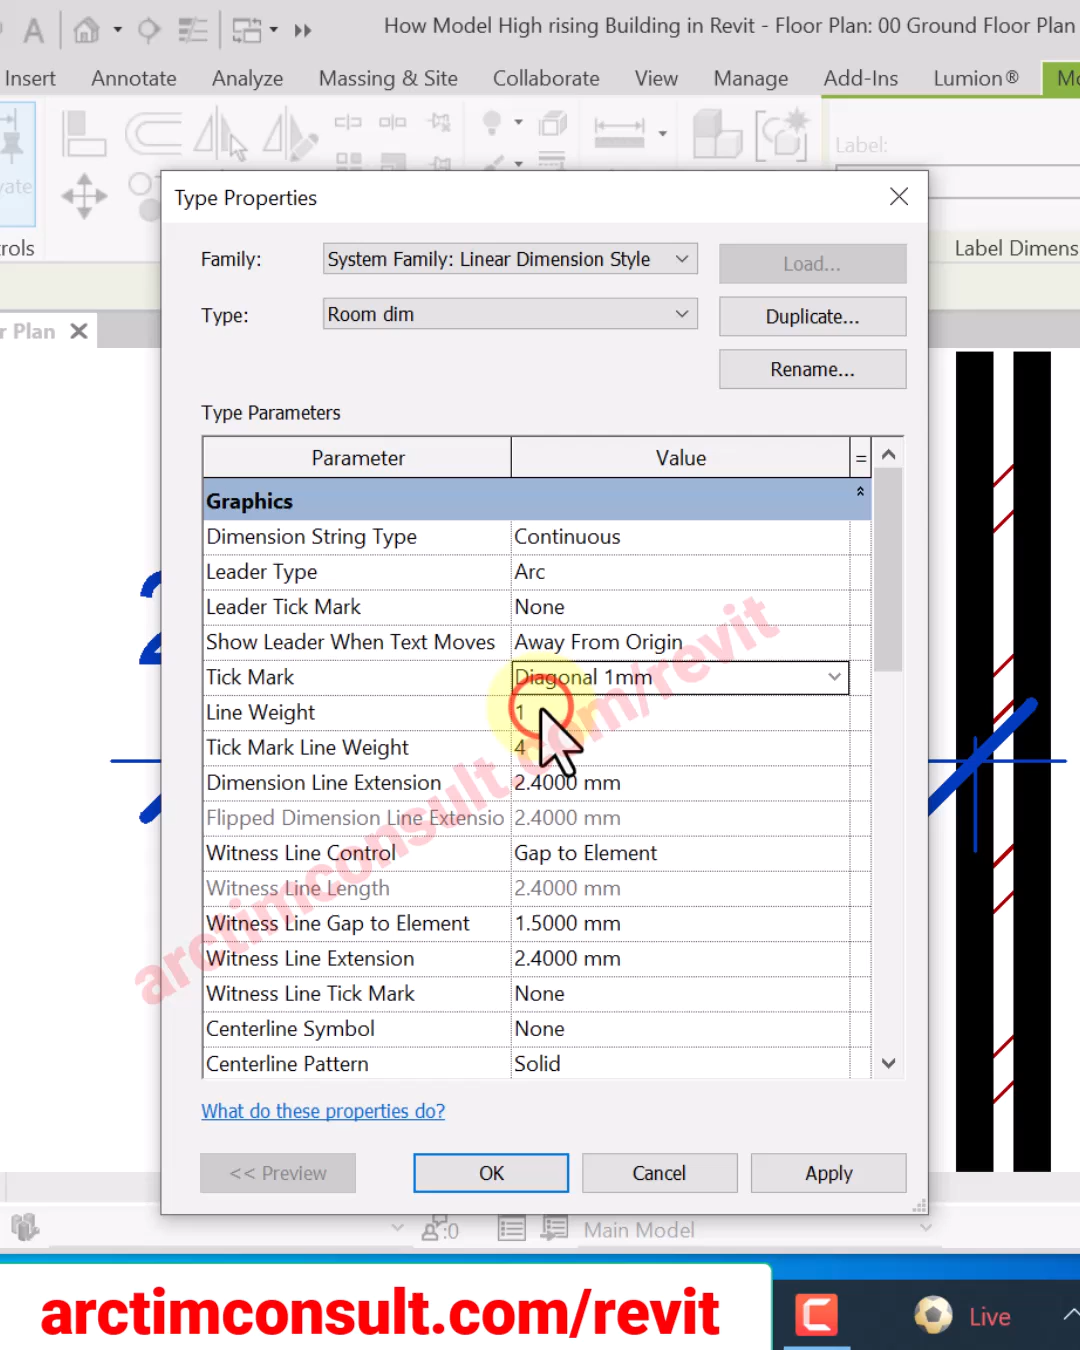 How Model High rising Building in Revit - Floor Plan: 00 Ground Floor Plan
Insert Annotate Analyze Massing & Site Collaborate View Manage Add-Ins Lumion® Mo
Label:
vate
rols
Label Dimens
r Plan
Type Properties
Family: System Family: Linear Dimension Style Load...
Type: Room dim Duplicate...
Rename...
Type Parameters
Parameter Value =
Graphics
Dimension String Type Continuous
Leader Type Arc
Leader Tick Mark None
Show Leader When Text Moves Away From Origin
Tick Mark Diagonal 1mm
Line Weight 1
Tick Mark Line Weight 4
Dimension Line Extension 2.4000 mm
Flipped Dimension Line Extensio 2.4000 mm
Witness Line Control Gap to Element
Witness Line Length 2.4000 mm
Witness Line Gap to Element 1.5000 mm
Witness Line Extension 2.4000 mm
Witness Line Tick Mark None
Centerline Symbol None
Centerline Pattern Solid
arctimconsult.com/revit
What do these properties do?
<< Preview OK Cancel Apply
:0 Main Model
arctimconsult.com/revit
Live